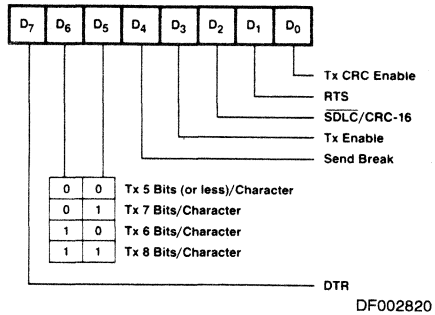 D7 D6 D5 D4 D3 D2 D1 D0
Tx CRC Enable
RTS
S̅D̅L̅C̅/CRC-16
Tx Enable
Send Break
0 0 Tx 5 Bits (or less)/Character
0 1 Tx 7 Bits/Character
1 0 Tx 6 Bits/Character
1 1 Tx 8 Bits/Character
DTR
DF002820